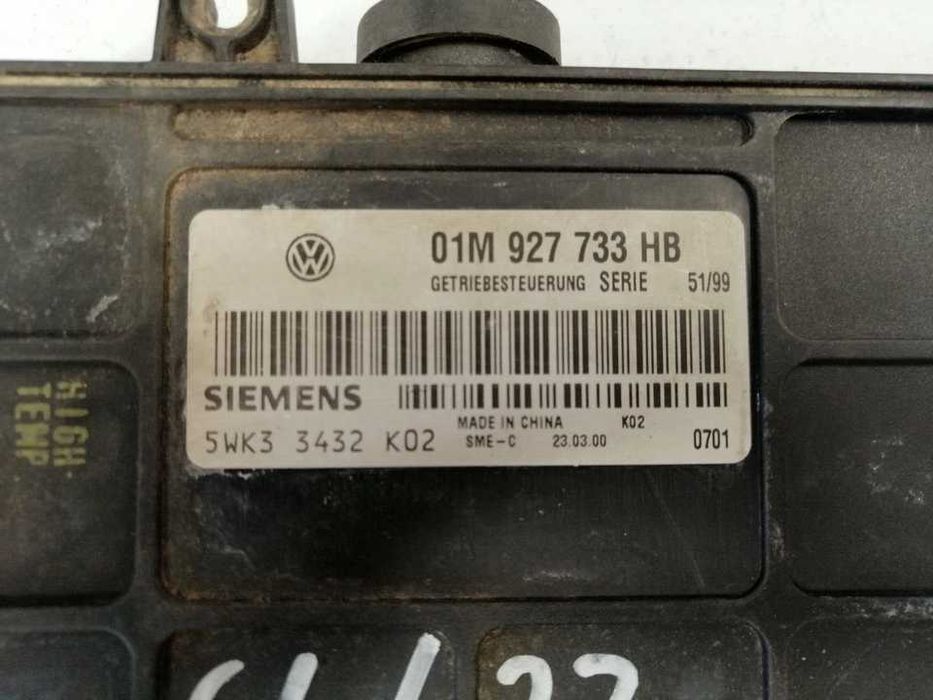 01M 927 733 HB
GETRIEBESTEUERUNG SERIE 51/99
SIEMENS
MADE IN CHINA K02
5WK3 3432 K02 SME-C 23.03.00 0701
HIGH
TEMP